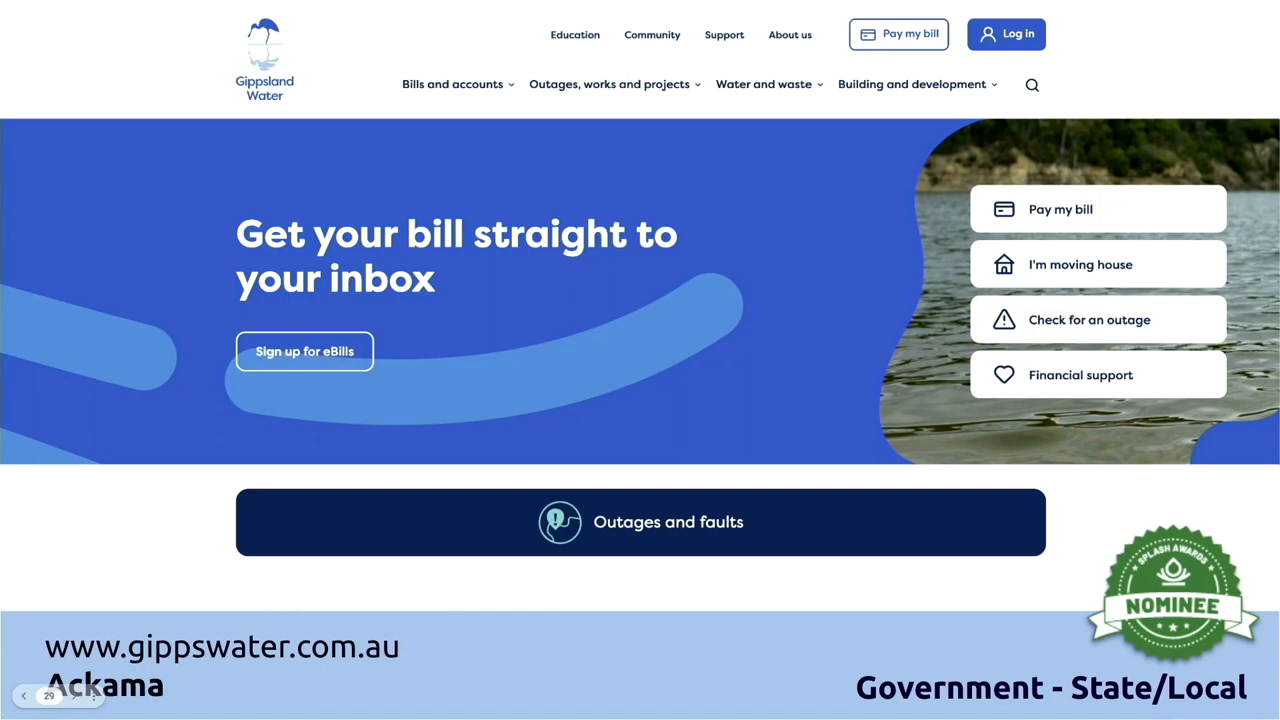 Education
Community
Support
About us
Pay my bill
Log in
Gippsland
Water
Bills and accounts
Outages, works and projects
Water and waste
Building and development
Get your bill straight to
your inbox
Sign up for eBills
Pay my bill
I'm moving house
Check for an outage
Financial support
Outages and faults
SPLASH AWARDS
NOMINEE
www.gippswater.com.au
Ackama
29
Government - State/Local